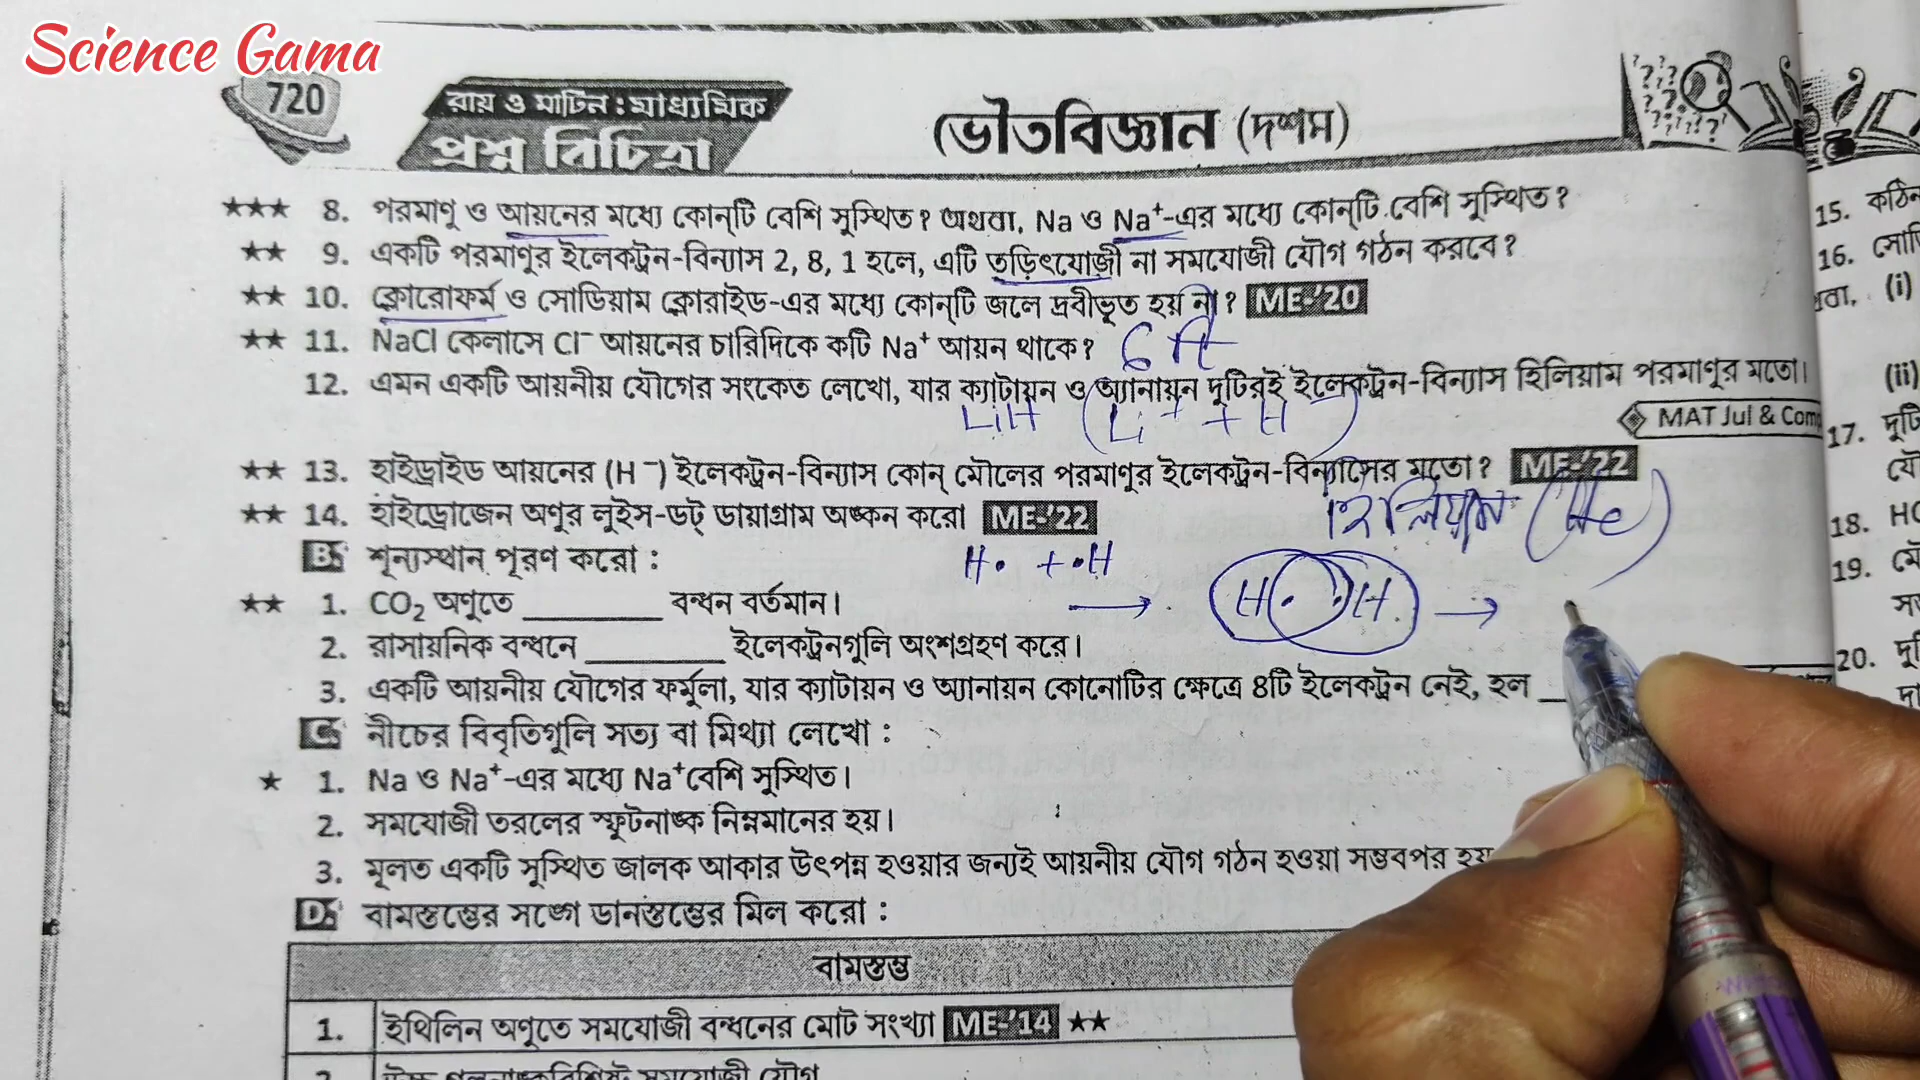 Science Gama
720
রায় ও মার্টিন : মাধ্যমিক
প্রশ্ন বিচিত্রা
ভৌতবিজ্ঞান (দশম)
★★★ 8. পরমাণু ও আয়নের মধ্যে কোন্‌টি বেশি সুস্থিত? অথবা, Na ও Na⁺-এর মধ্যে কোন্‌টি বেশি সুস্থিত?
★★ 9. একটি পরমাণুর ইলেকট্রন-বিন্যাস 2, 8, 1 হলে, এটি তড়িৎযোজী না সমযোজী যৌগ গঠন করবে?
★★ 10. ক্লোরোফর্ম ও সোডিয়াম ক্লোরাইড-এর মধ্যে কোন্‌টি জলে দ্রবীভূত হয় না? ME-'20
★★ 11. NaCl কেলাসে Cl⁻ আয়নের চারিদিকে কটি Na⁺ আয়ন থাকে? 6টি
12. এমন একটি আয়নীয় যৌগের সংকেত লেখো, যার ক্যাটায়ন ও অ্যানায়ন দুটিরই ইলেকট্রন-বিন্যাস হিলিয়াম পরমাণুর মতো।
LiH (Li⁺ + H⁻)
MAT Jul & Com
★★ 13. হাইড্রাইড আয়নের (H⁻) ইলেকট্রন-বিন্যাস কোন্ মৌলের পরমাণুর ইলেকট্রন-বিন্যাসের মতো? ME-'22
হিলিয়াম (He)
★★ 14. হাইড্রোজেন অণুর লুইস-ডট্ ডায়াগ্রাম অঙ্কন করো। ME-'22
H· + ·H
→ H· ·H →
B শূন্যস্থান পূরণ করো :
★★ 1. CO₂ অণুতে ________ বন্ধন বর্তমান।
2. রাসায়নিক বন্ধনে ________ ইলেকট্রনগুলি অংশগ্রহণ করে।
3. একটি আয়নীয় যৌগের ফর্মুলা, যার ক্যাটায়ন ও অ্যানায়ন কোনোটির ক্ষেত্রে 8টি ইলেকট্রন নেই, হল
C নীচের বিবৃতিগুলি সত্য বা মিথ্যা লেখো :
★ 1. Na ও Na⁺-এর মধ্যে Na⁺ বেশি সুস্থিত।
2. সমযোজী তরলের স্ফুটনাঙ্ক নিম্নমানের হয়।
3. মূলত একটি সুস্থিত জালক আকার উৎপন্ন হওয়ার জন্যই আয়নীয় যৌগ গঠন হওয়া সম্ভবপর হয়
D বামস্তম্ভের সঙ্গে ডানস্তম্ভের মিল করো :
বামস্তম্ভ
1. ইথিলিন অণুতে সমযোজী বন্ধনের মোট সংখ্যা ME-'14 ★★
15. কঠিন
16.
(i)
(ii)
17. দুটি
18.
19.
20.